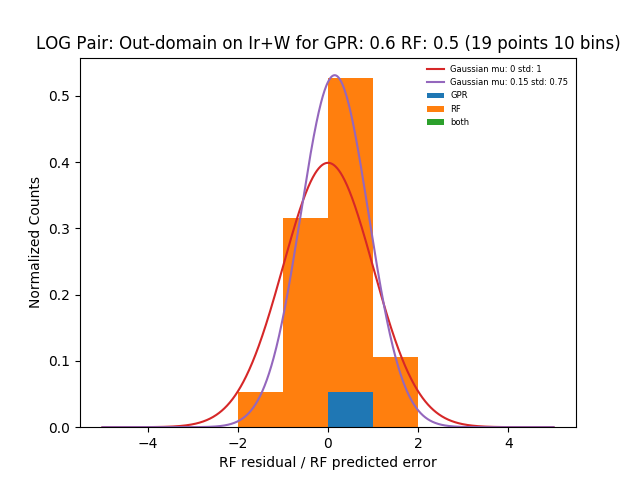 LOG Pair: Out-domain on Ir+W for GPR: 0.6 RF: 0.5 (19 points 10 bins)
Gaussian mu: 0 std: 1
Gaussian mu: 0.15 std: 0.75
GPR
RF
both
Normalized Counts
0.5
0.4
0.3
0.2
0.1
0.0
−4 −2 0 2 4
RF residual / RF predicted error